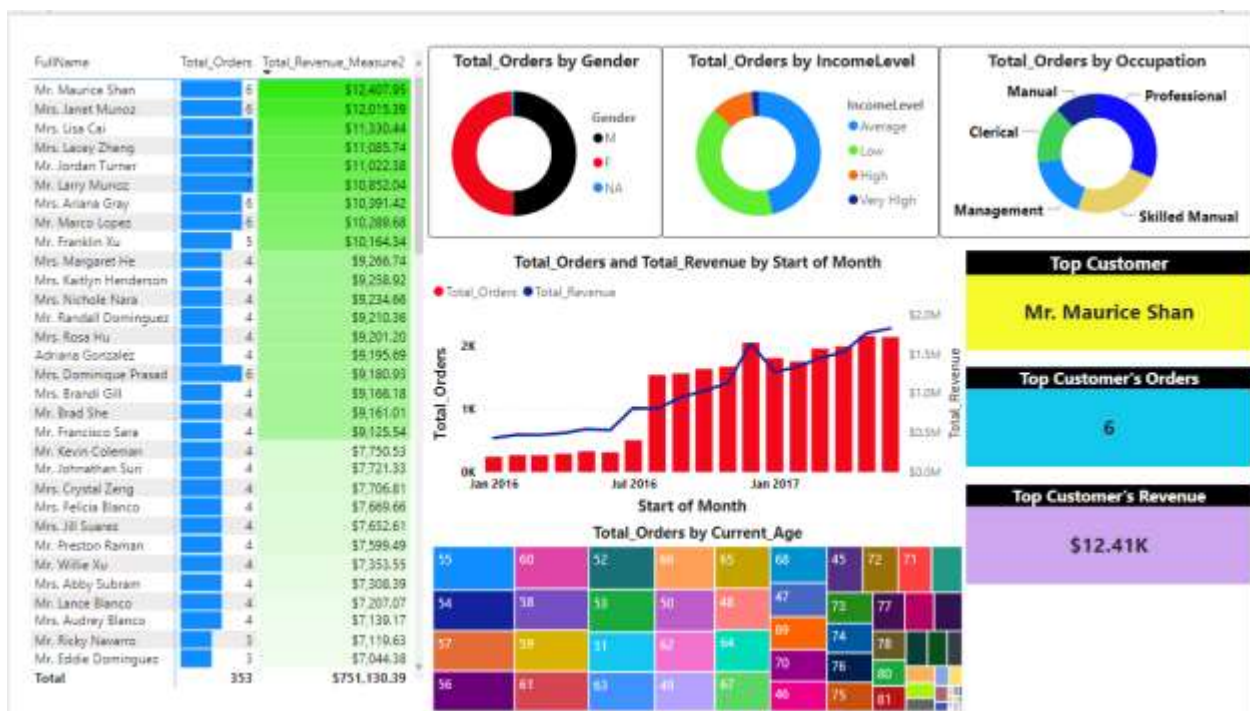 FullName Total_Orders Total_Revenue_Measure2
Mr. Maurice Shan 6 $12,407.95
Mrs. Janet Munoz 6 $12,015.39
Mrs. Lisa Cai 7 $11,330.44
Mrs. Lacey Zheng 7 $11,085.74
Mr. Jordan Turner 7 $11,022.38
Mr. Larry Munoz 7 $10,852.04
Mrs. Ariana Gray 6 $10,391.42
Mr. Marco Lopez 6 $10,289.68
Mr. Franklin Xu 5 $10,164.34
Mrs. Margaret He 4 $9,266.74
Mrs. Kaitlyn Henderson 4 $9,258.92
Mrs. Nichole Nara 4 $9,234.66
Mr. Randall Dominguez 4 $9,210.36
Mrs. Rosa Hu 4 $9,201.20
Adriana Gonzalez 4 $9,195.69
Mrs. Dominique Prasad 6 $9,180.93
Mrs. Brandi Gill 4 $9,166.18
Mr. Brad She 4 $9,161.01
Mr. Francisco Sara 4 $9,125.54
Mr. Kevin Coleman 4 $7,750.53
Mr. Johnathan Suri 4 $7,721.33
Mrs. Crystal Zeng 4 $7,706.81
Mrs. Felicia Blanco 4 $7,669.66
Mrs. Jill Suarez 4 $7,652.61
Mr. Preston Raman 4 $7,599.49
Mr. Willie Xu 4 $7,353.55
Mrs. Abby Subram 4 $7,308.39
Mr. Lance Blanco 4 $7,207.07
Mrs. Audrey Blanco 4 $7,139.17
Mr. Ricky Navarro 3 $7,119.63
Mr. Eddie Dominguez 3 $7,044.38
Total 353 $751,130.39
Total_Orders by Gender
Gender
M
F
NA
Total_Orders by IncomeLevel
IncomeLevel
Average
Low
High
Very High
Total_Orders by Occupation
Manual
Professional
Clerical
Management
Skilled Manual
Total_Orders and Total_Revenue by Start of Month
Total_Orders Total_Revenue
Total_Orders
2K
1K
0K
$2.0M
$1.5M
$1.0M
$0.5M
$0.0M
Total_Revenue
Jan 2016 Jul 2016 Jan 2017
Start of Month
Top Customer
Mr. Maurice Shan
Top Customer's Orders
6
Top Customer's Revenue
$12.41K
Total_Orders by Current_Age
55 60 52 66 65 68 45 72 71
54 58 53 50 48 47 73 77
57 59 51 62 64 69 74 78
56 61 63 49 67 70 76 80
46 75 81